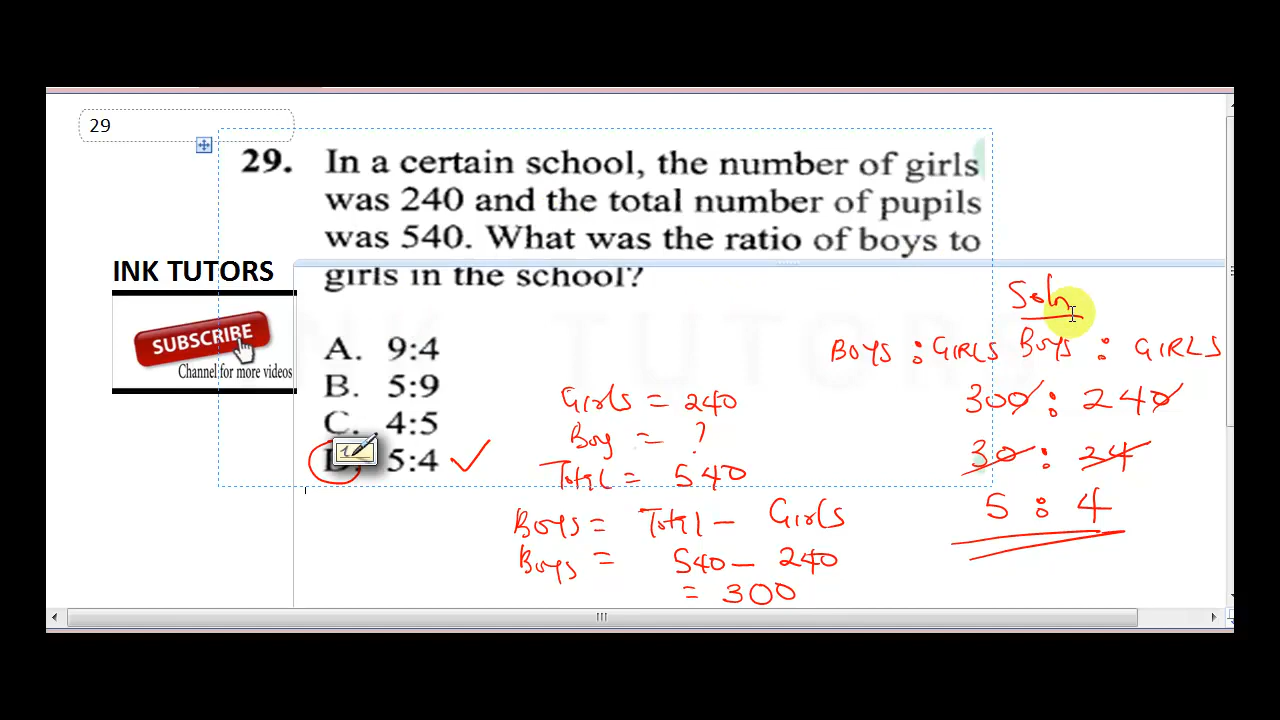 29
29. In a certain school, the number of girls
was 240 and the total number of pupils
was 540. What was the ratio of boys to
girls in the school?
INK TUTORS
SUBSCRIBE
Channel for more videos
INK TUTORS
A. 9:4
B. 5:9
C. 4:5
D. 5:4
Girls = 240
Boy = ?
Total = 540
Boys = Total - Girls
Boys = 540 - 240
= 300
Soln
BOYS : GIRLS BOYS : GIRLS
300 : 240
30 : 24
5 : 4